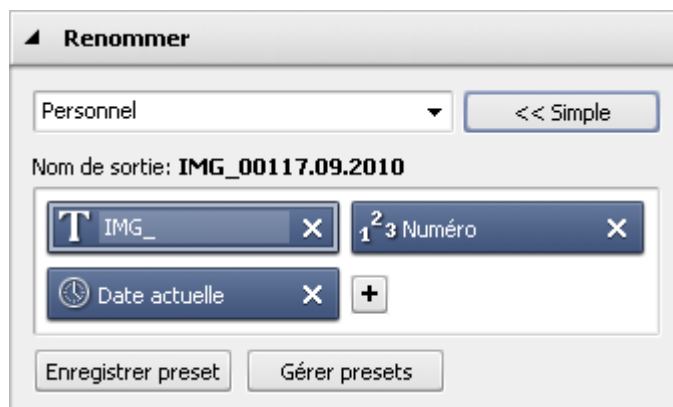 Renommer
Personnel << Simple
Nom de sortie: IMG_00117.09.2010
T IMG_ 123 Numéro
Date actuelle
Enregistrer preset Gérer presets